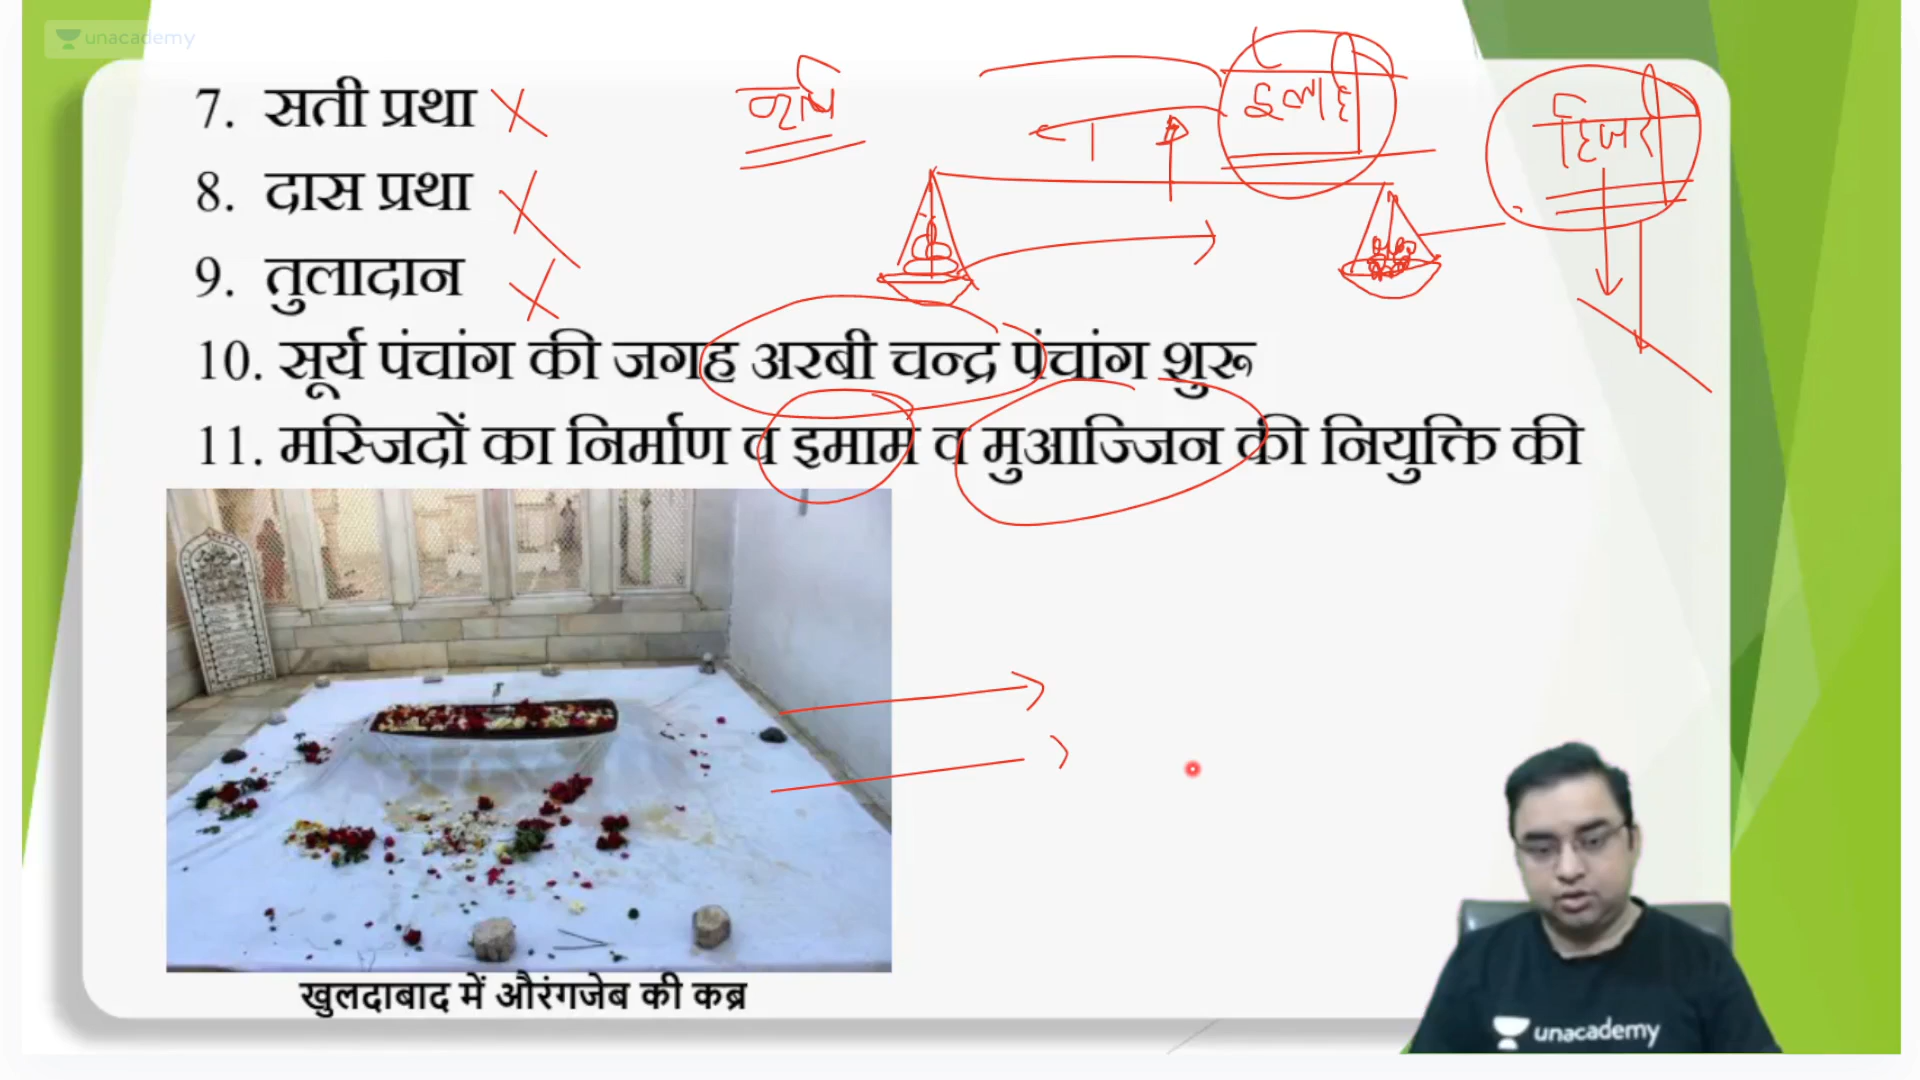 unacademy
7. सती प्रथा
8. दास प्रथा
9. तुलादान
10. सूर्य पंचांग की जगह अरबी चन्द्र पंचांग शुरू
11. मस्जिदों का निर्माण व इमाम व मुआज्जिन की नियुक्ति की
इलाही
हिजरी
खुलदाबाद में औरंगजेब की कब्र
unacademy